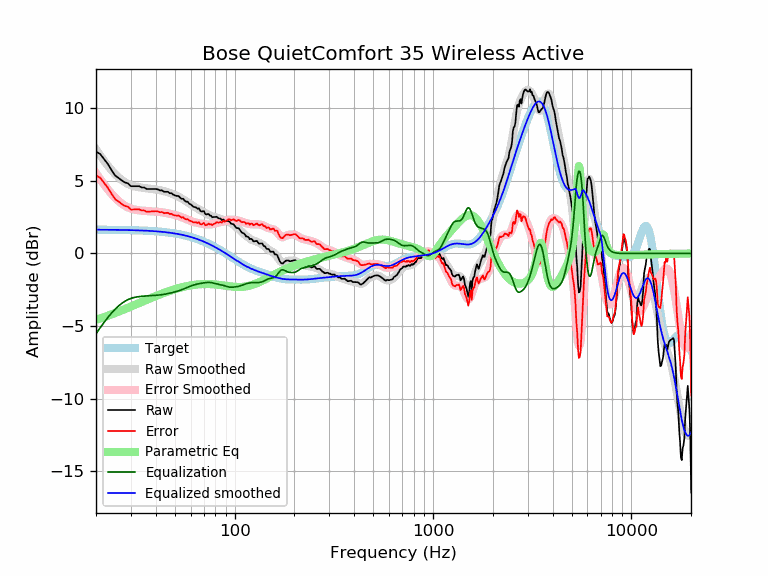 Bose QuietComfort 35 Wireless Active
Amplitude (dBr)
10
5
0
−5
−10
−15
Target
Raw Smoothed
Error Smoothed
Raw
Error
Parametric Eq
Equalization
Equalized smoothed
100 1000 10000
Frequency (Hz)